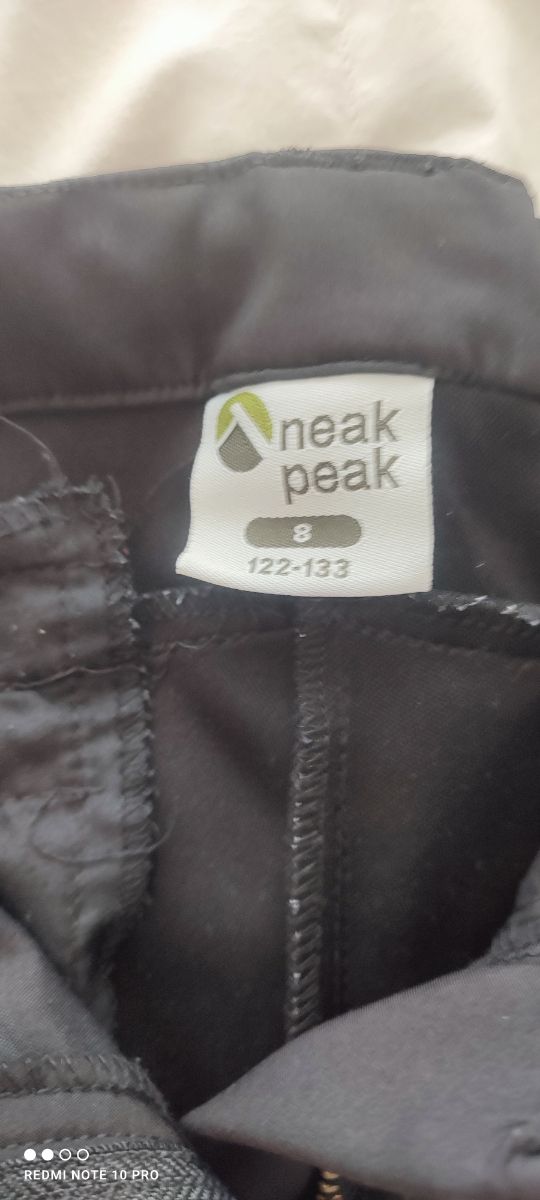 neak
peak
8
122-133
REDMI NOTE 10 PRO